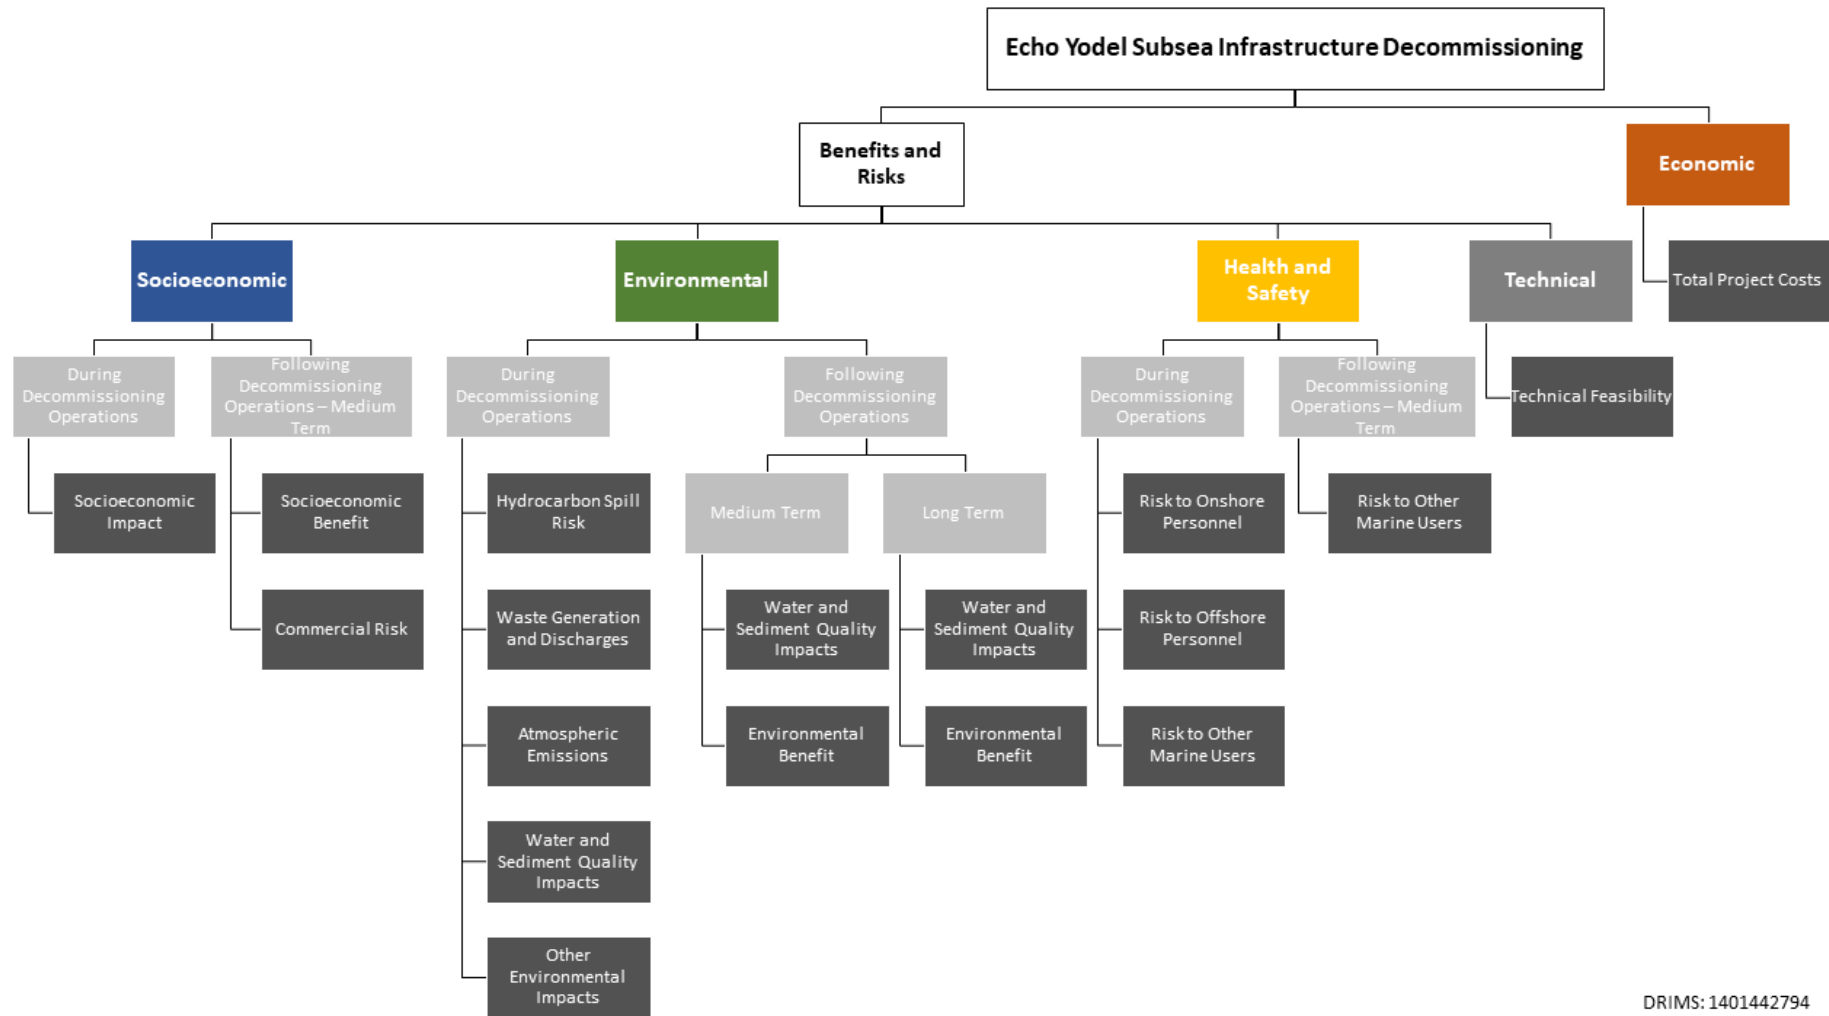 Echo Yodel Subsea Infrastructure Decommissioning
Benefits and
Risks
Economic
Socioeconomic
Environmental
Health and
Safety
Technical
Total Project Costs
During
Decommissioning
Operations
Following
Decommissioning
Operations – Medium
Term
During
Decommissioning
Operations
Following
Decommissioning
Operations
During
Decommissioning
Operations
Following
Decommissioning
Operations – Medium
Term
Technical Feasibility
Socioeconomic
Impact
Socioeconomic
Benefit
Hydrocarbon Spill
Risk
Medium Term
Long Term
Risk to Onshore
Personnel
Risk to Other
Marine Users
Commercial Risk
Waste Generation
and Discharges
Water and
Sediment Quality
Impacts
Water and
Sediment Quality
Impacts
Risk to Offshore
Personnel
Atmospheric
Emissions
Environmental
Benefit
Environmental
Benefit
Risk to Other
Marine Users
Water and
Sediment Quality
Impacts
Other
Environmental
Impacts
DRIMS: 1401442794